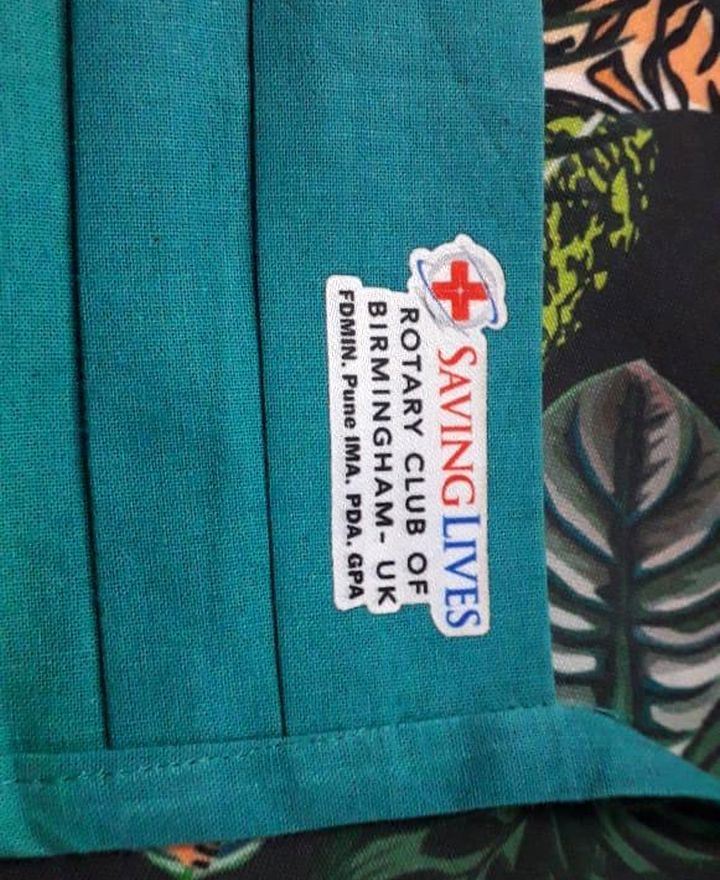 SAVING LIVES
ROTARY CLUB OF
BIRMINGHAM- UK
FDMIN. Pune IMA. PDA. GPA